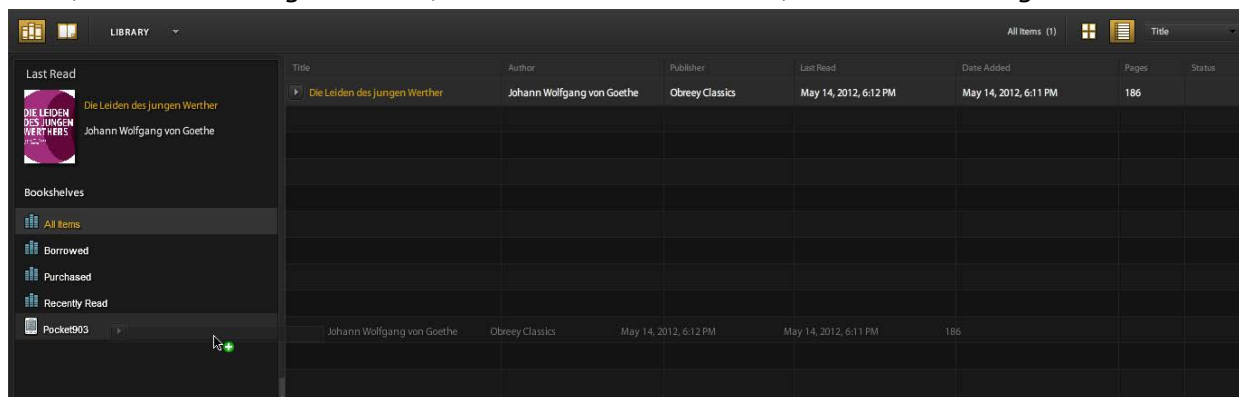 LIBRARY
All Items (1)
Title
Last Read
DIE LEIDEN
DES JUNGEN
WERTHERS
Die Leiden des jungen Werther
Johann Wolfgang von Goethe
Bookshelves
All Items
Borrowed
Purchased
Recently Read
Pocket903
Title Author Publisher Last Read Date Added Pages Status
Die Leiden des jungen Werther Johann Wolfgang von Goethe Obreey Classics May 14, 2012, 6:12 PM May 14, 2012, 6:11 PM 186
Johann Wolfgang von Goethe Obreey Classics May 14, 2012, 6:12 PM May 14, 2012, 6:11 PM 186